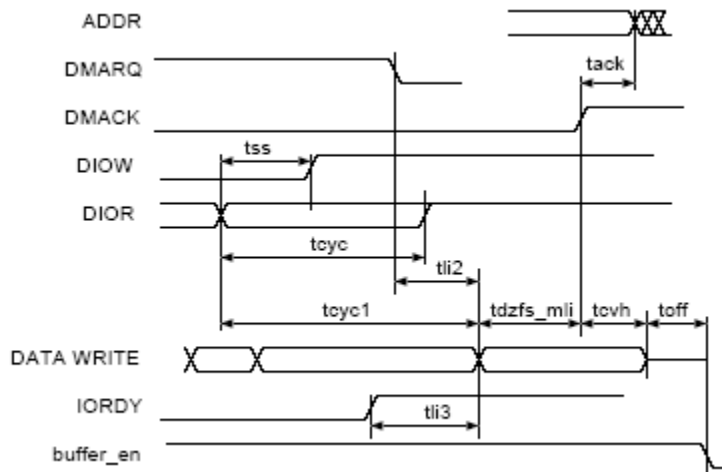 ADDR
DMARQ
tack
DMACK
tss
DIOW
DIOR
tcyc
tli2
tcyc1 tdzfs_mli tcvh toff
DATA WRITE
IORDY
tli3
buffer_en